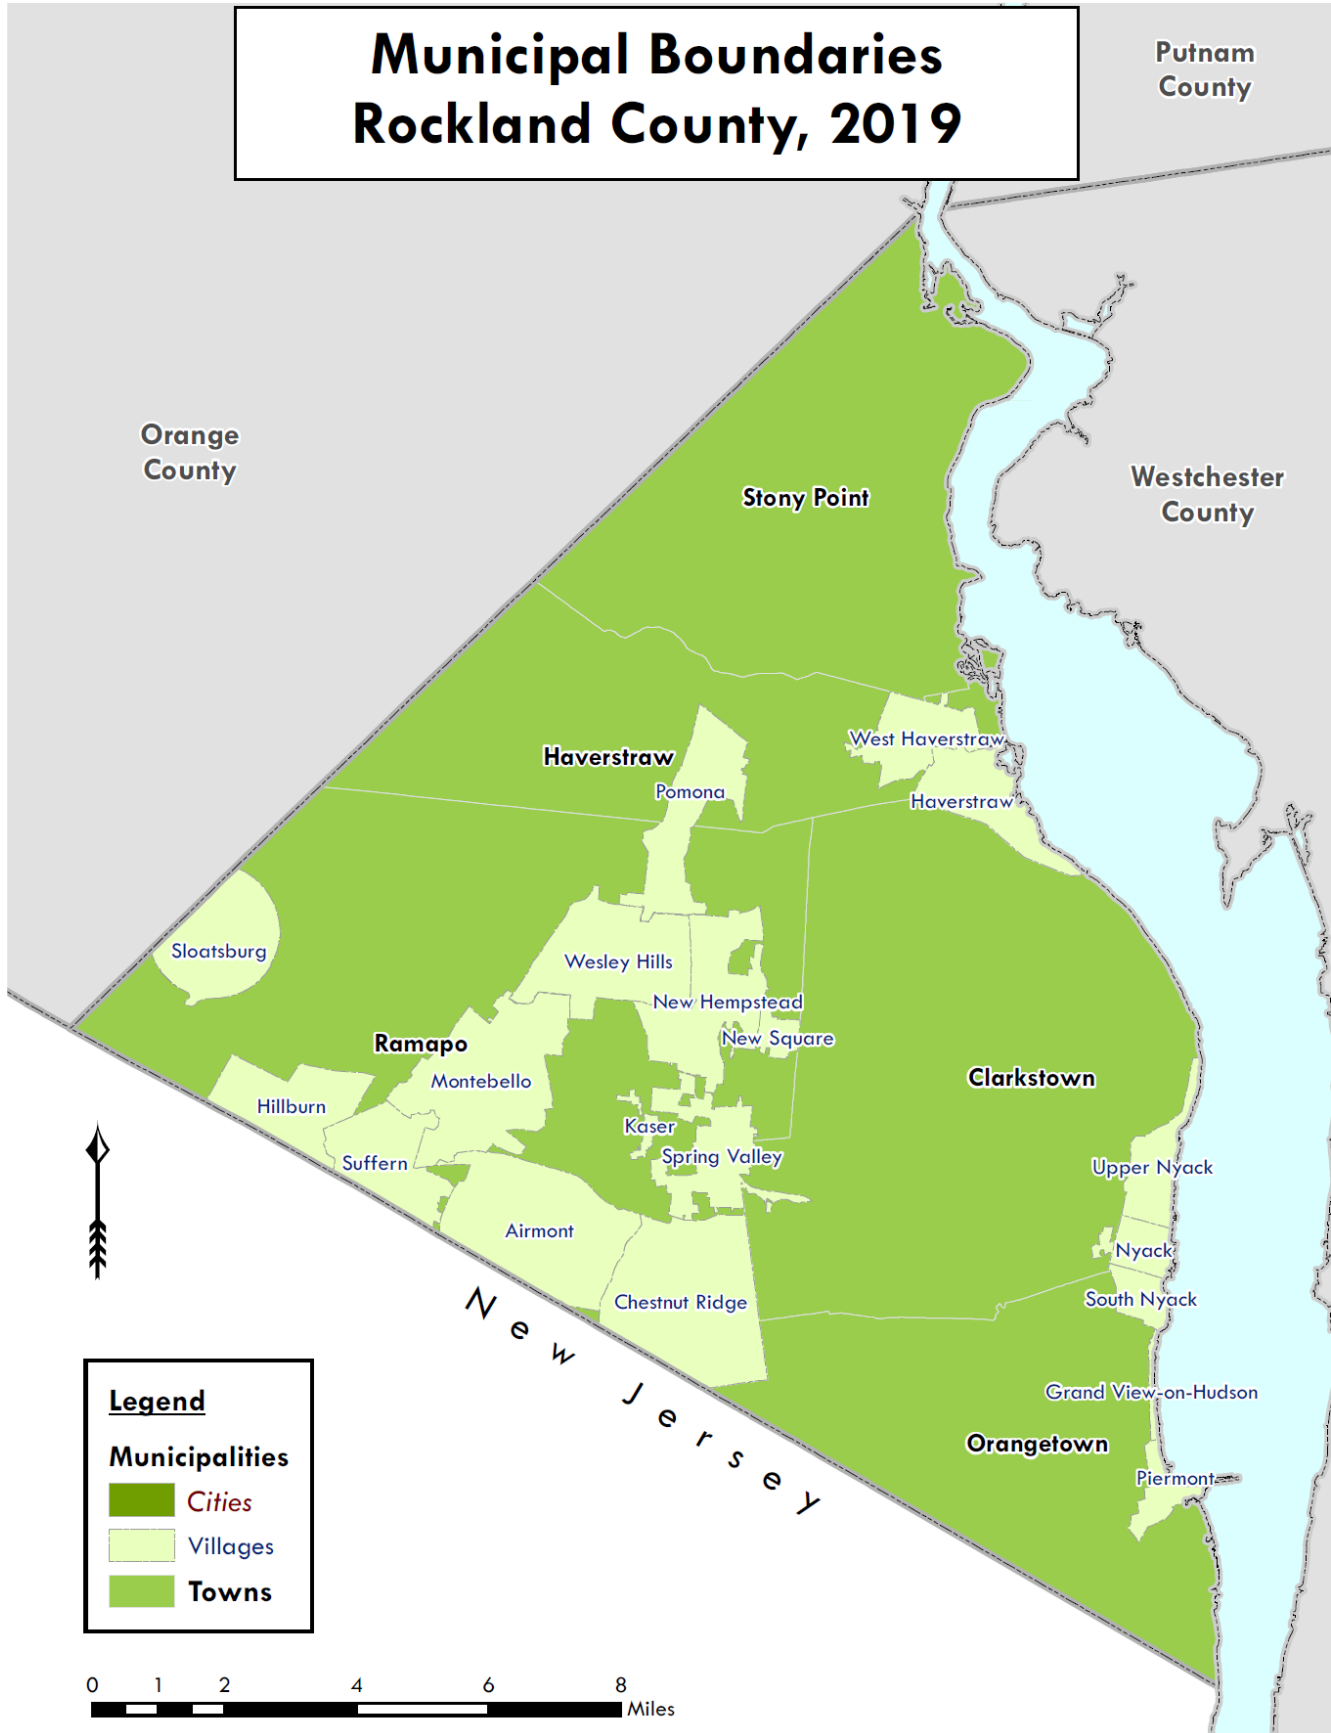 Municipal Boundaries
Rockland County, 2019
Putnam
County
Orange
County
Westchester
County
Stony Point
West Haverstraw
Haverstraw
Pomona
Haverstraw
Sloatsburg
Wesley Hills
New Hempstead
New Square
Ramapo
Montebello
Clarkstown
Hillburn
Kaser
Suffern
Spring Valley
Upper Nyack
Airmont
Nyack
Chestnut Ridge
South Nyack
New Jersey
Grand View-on-Hudson
Orangetown
Piermont
Legend
Municipalities
Cities
Villages
Towns
0 1 2 4 6 8
Miles